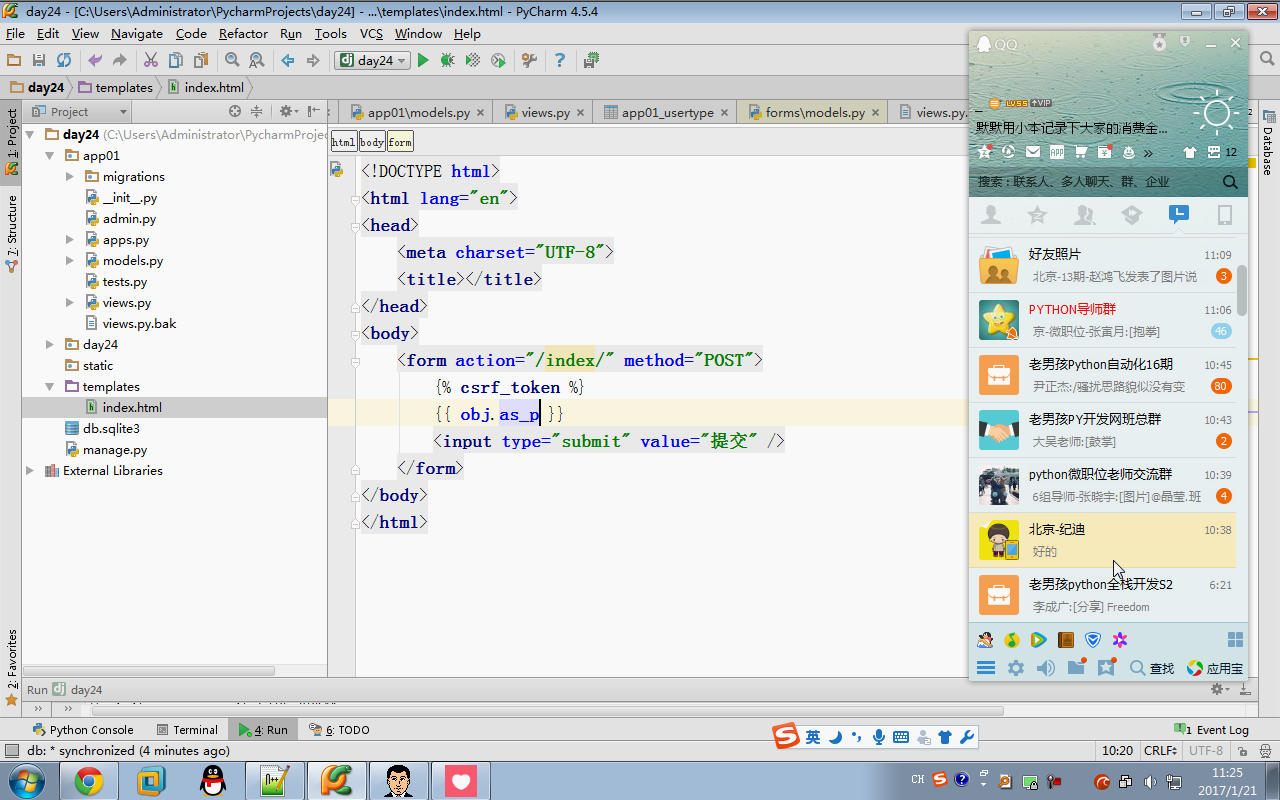 day24 - [C:\Users\Administrator\PycharmProjects\day24] - ...\templates\index.html - PyCharm 4.5.4
File Edit View Navigate Code Refactor Run Tools VCS Window Help
day24
day24 templates index.html
Project
app01\models.py
views.py
app01_usertype
forms\models.py
views.py
1: Project
7: Structure
2: Favorites
Database
day24 (C:\Users\Administrator\PycharmProjec
app01
migrations
__init__.py
admin.py
apps.py
models.py
tests.py
views.py
views.py.bak
day24
static
templates
index.html
db.sqlite3
manage.py
External Libraries
html body form
<!DOCTYPE html>
<html lang="en">
<head>
<meta charset="UTF-8">
<title></title>
</head>
<body>
<form action="/index/" method="POST">
{% csrf_token %}
{{ obj.as_p }}
<input type="submit" value="提交" />
</form>
</body>
</html>
QQ
LV55 VIP
默默用小本记录下大家的消费金...
APP
12
搜索:联系人、多人聊天、群、企业
好友照片 11:09
北京-13期-赵鸿飞发表了图片说 3
PYTHON导师群 11:06
京-微职位-张寅月:[抱拳] 46
老男孩Python自动化16期 10:45
尹正杰:/骚扰思路貌似没有变 80
老男孩PY开发网班总群 10:43
大吴老师:[鼓掌] 2
python微职位老师交流群 10:39
6组导师-张晓宇:[图片]@晶莹.班 4
北京-纪迪 10:38
好的
老男孩python全栈开发S2 6:21
李成广:[分享] Freedom
查找 应用宝
Run day24
Python Console Terminal 4: Run 6: TODO
1 Event Log
英
db: * synchronized (4 minutes ago)
10:20 CRLF UTF-8
CH
11:25
2017/1/21